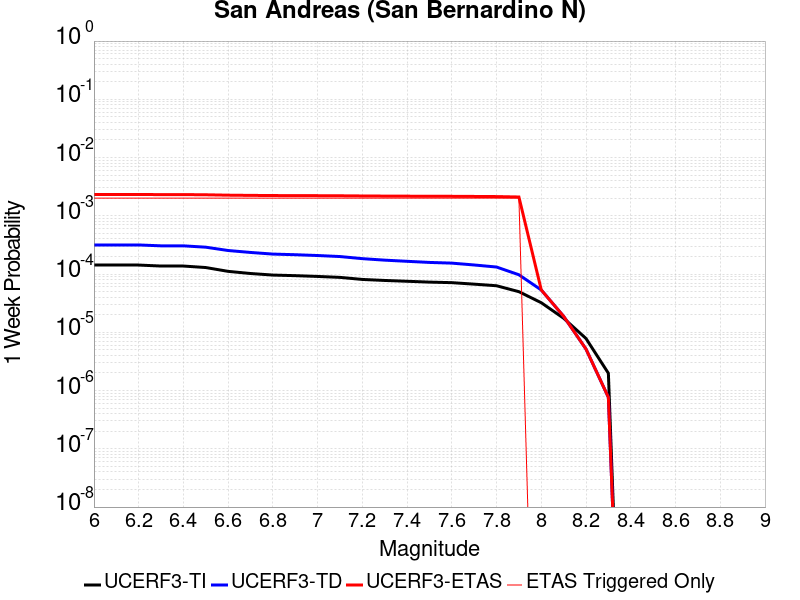 San Andreas (San Bernardino N)
10^0
10^-1
10^-2
10^-3
10^-4
10^-5
10^-6
10^-7
10^-8
1 Week Probability
6 6.2 6.4 6.6 6.8 7 7.2 7.4 7.6 7.8 8 8.2 8.4 8.6 8.8 9
Magnitude
UCERF3-TI UCERF3-TD UCERF3-ETAS ETAS Triggered Only